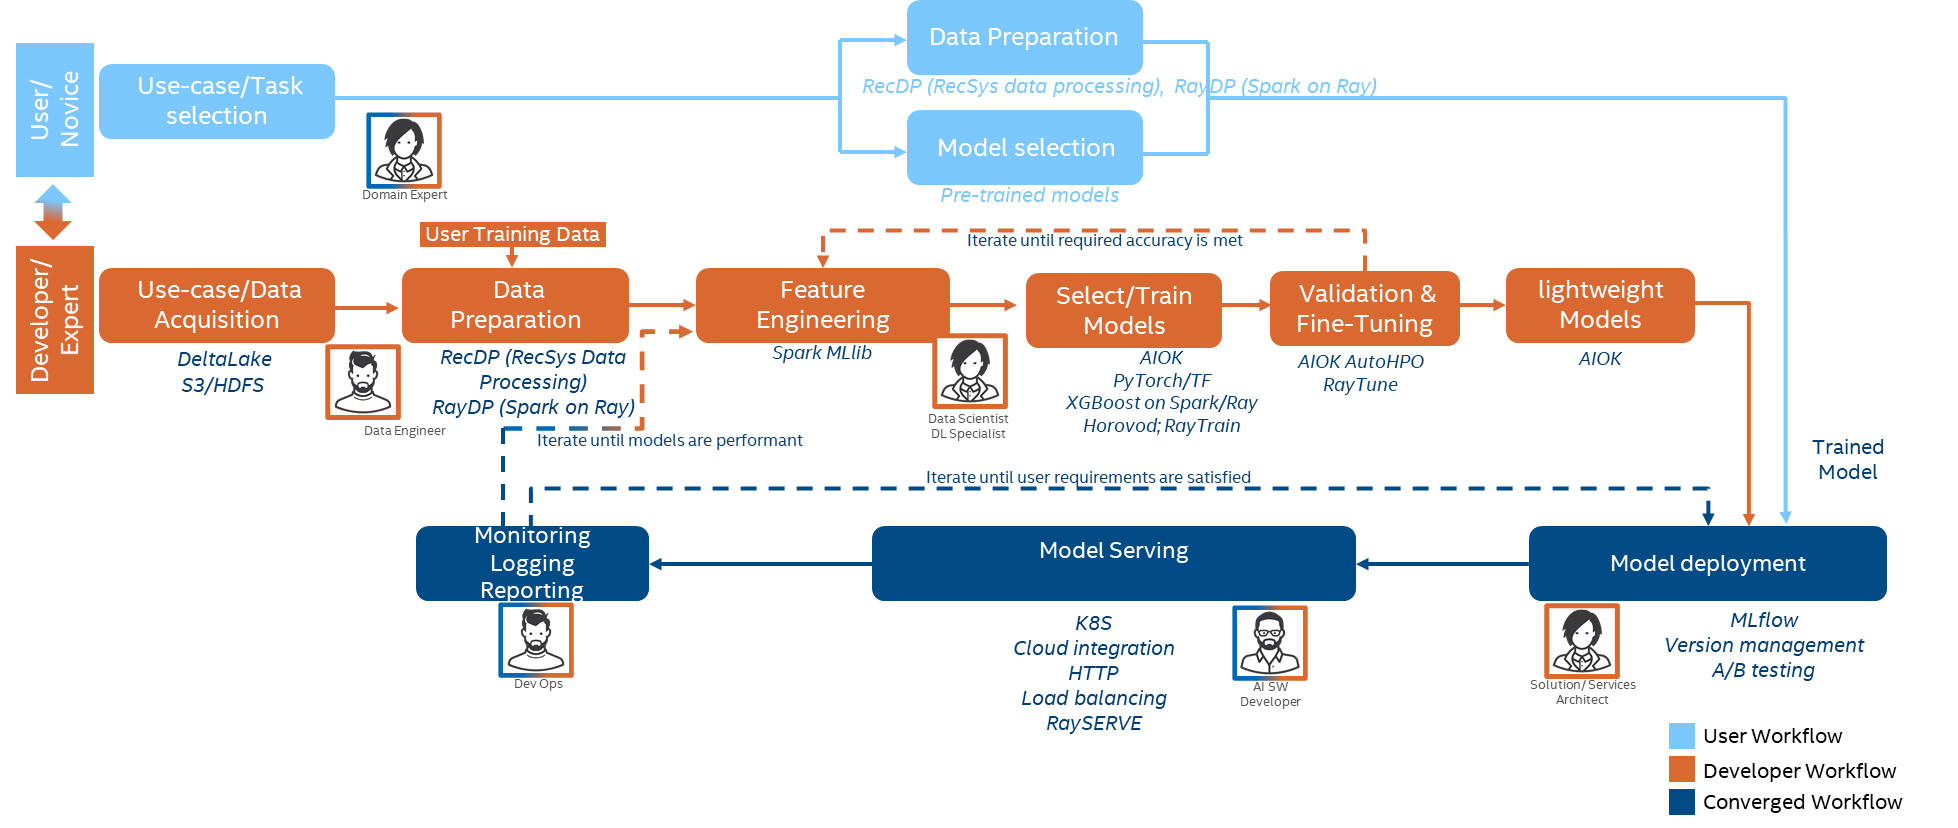 User/
Novice
Use-case/Task
selection
Domain Expert
Data Preparation
RecDP (RecSys data processing), RayDP (Spark on Ray)
Model selection
Pre-trained models
Developer/
Expert
User Training Data
Iterate until required accuracy is met
Use-case/Data
Acquisition
DeltaLake
S3/HDFS
Data Engineer
Data
Preparation
RecDP (RecSys Data
Processing)
RayDP (Spark on Ray)
Feature
Engineering
Spark MLlib
Data Scientist
DL Specialist
Select/Train
Models
AIOK
PyTorch/TF
XGBoost on Spark/Ray
Horovod; RayTrain
Validation &
Fine-Tuning
AIOK AutoHPO
RayTune
lightweight
Models
AIOK
Iterate until models are performant
Iterate until user requirements are satisfied
Trained
Model
Monitoring
Logging
Reporting
Dev Ops
Model Serving
K8S
Cloud integration
HTTP
Load balancing
RaySERVE
AI SW
Developer
Model deployment
MLflow
Version management
A/B testing
Solution/Services
Architect
User Workflow
Developer Workflow
Converged Workflow